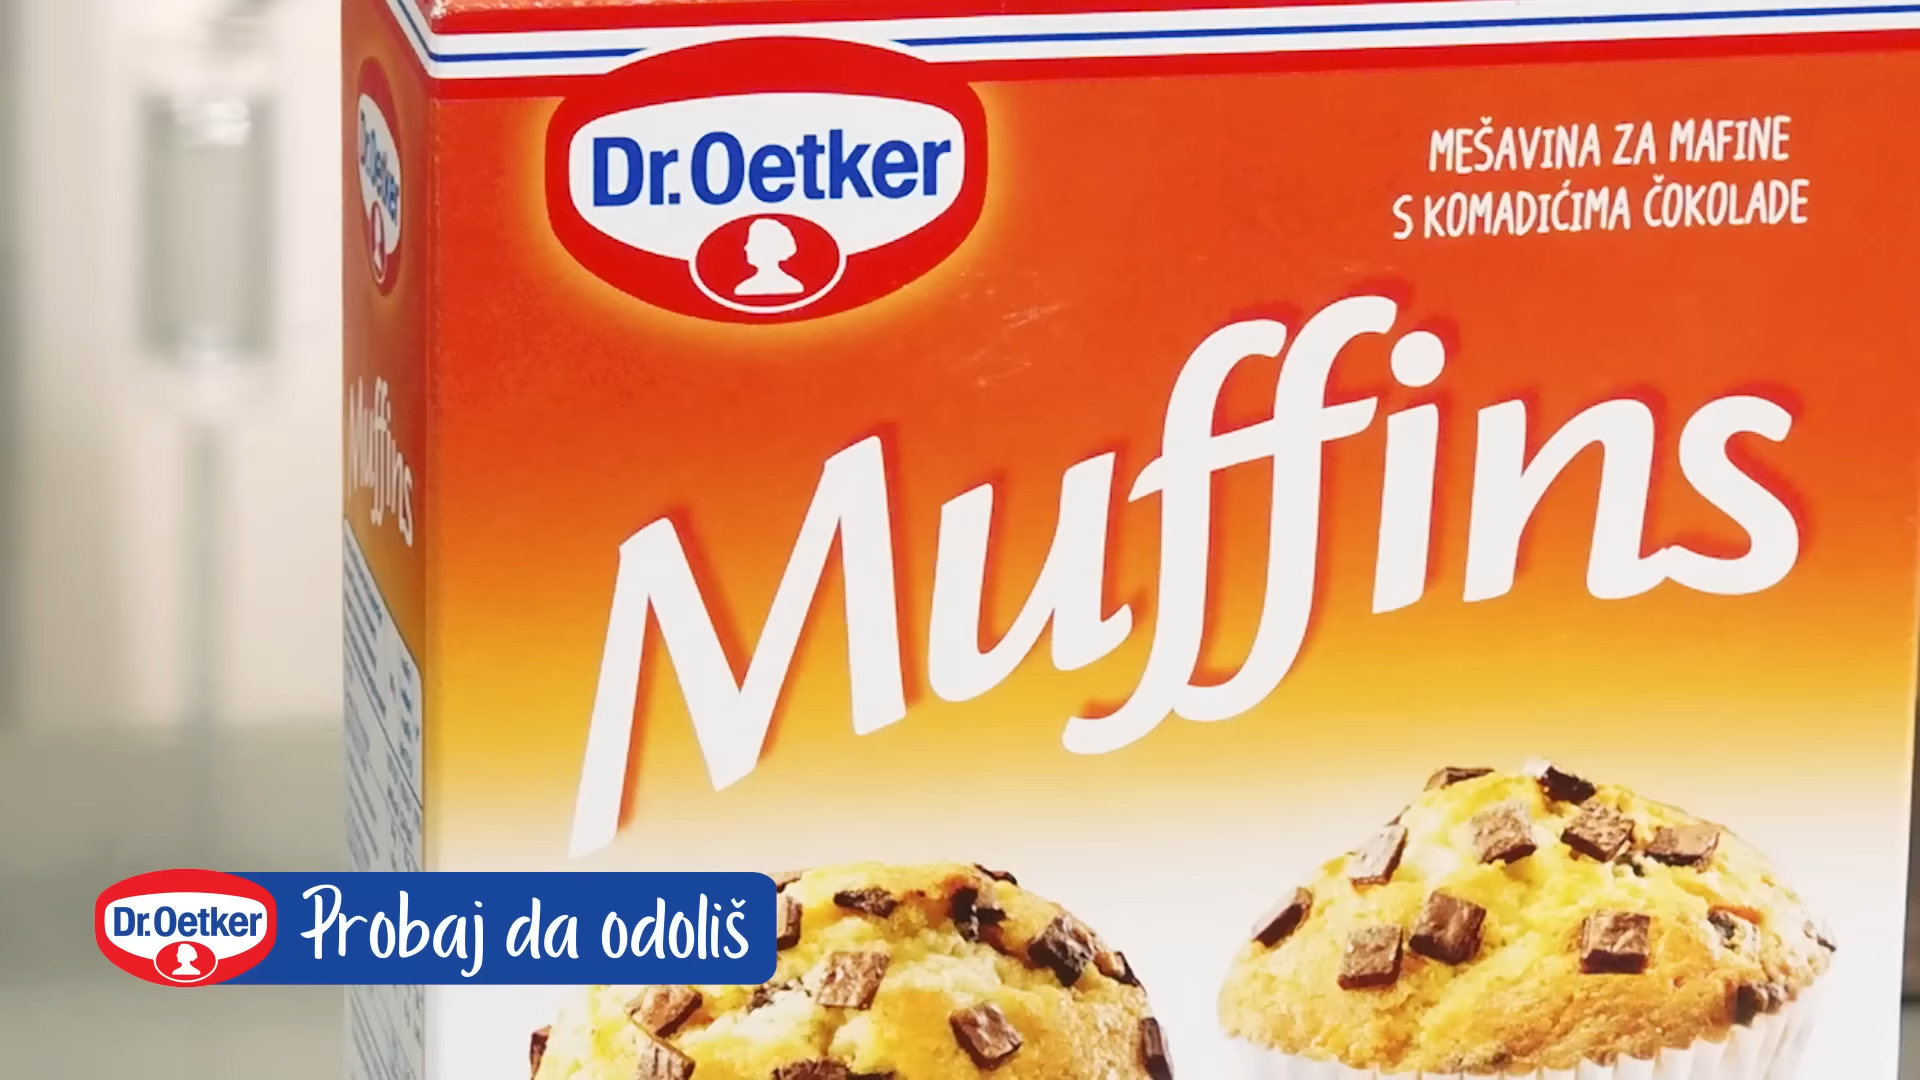 Dr.Oetker
MEŠAVINA ZA MAFINE
S KOMADIĆIMA ČOKOLADE
Muffins
Dr.Oetker
Muffins
Dr.Oetker
Probaj da odoliš